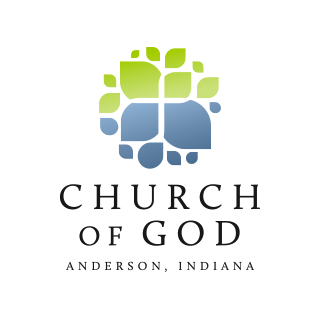 CHURCH
OF GOD
ANDERSON, INDIANA